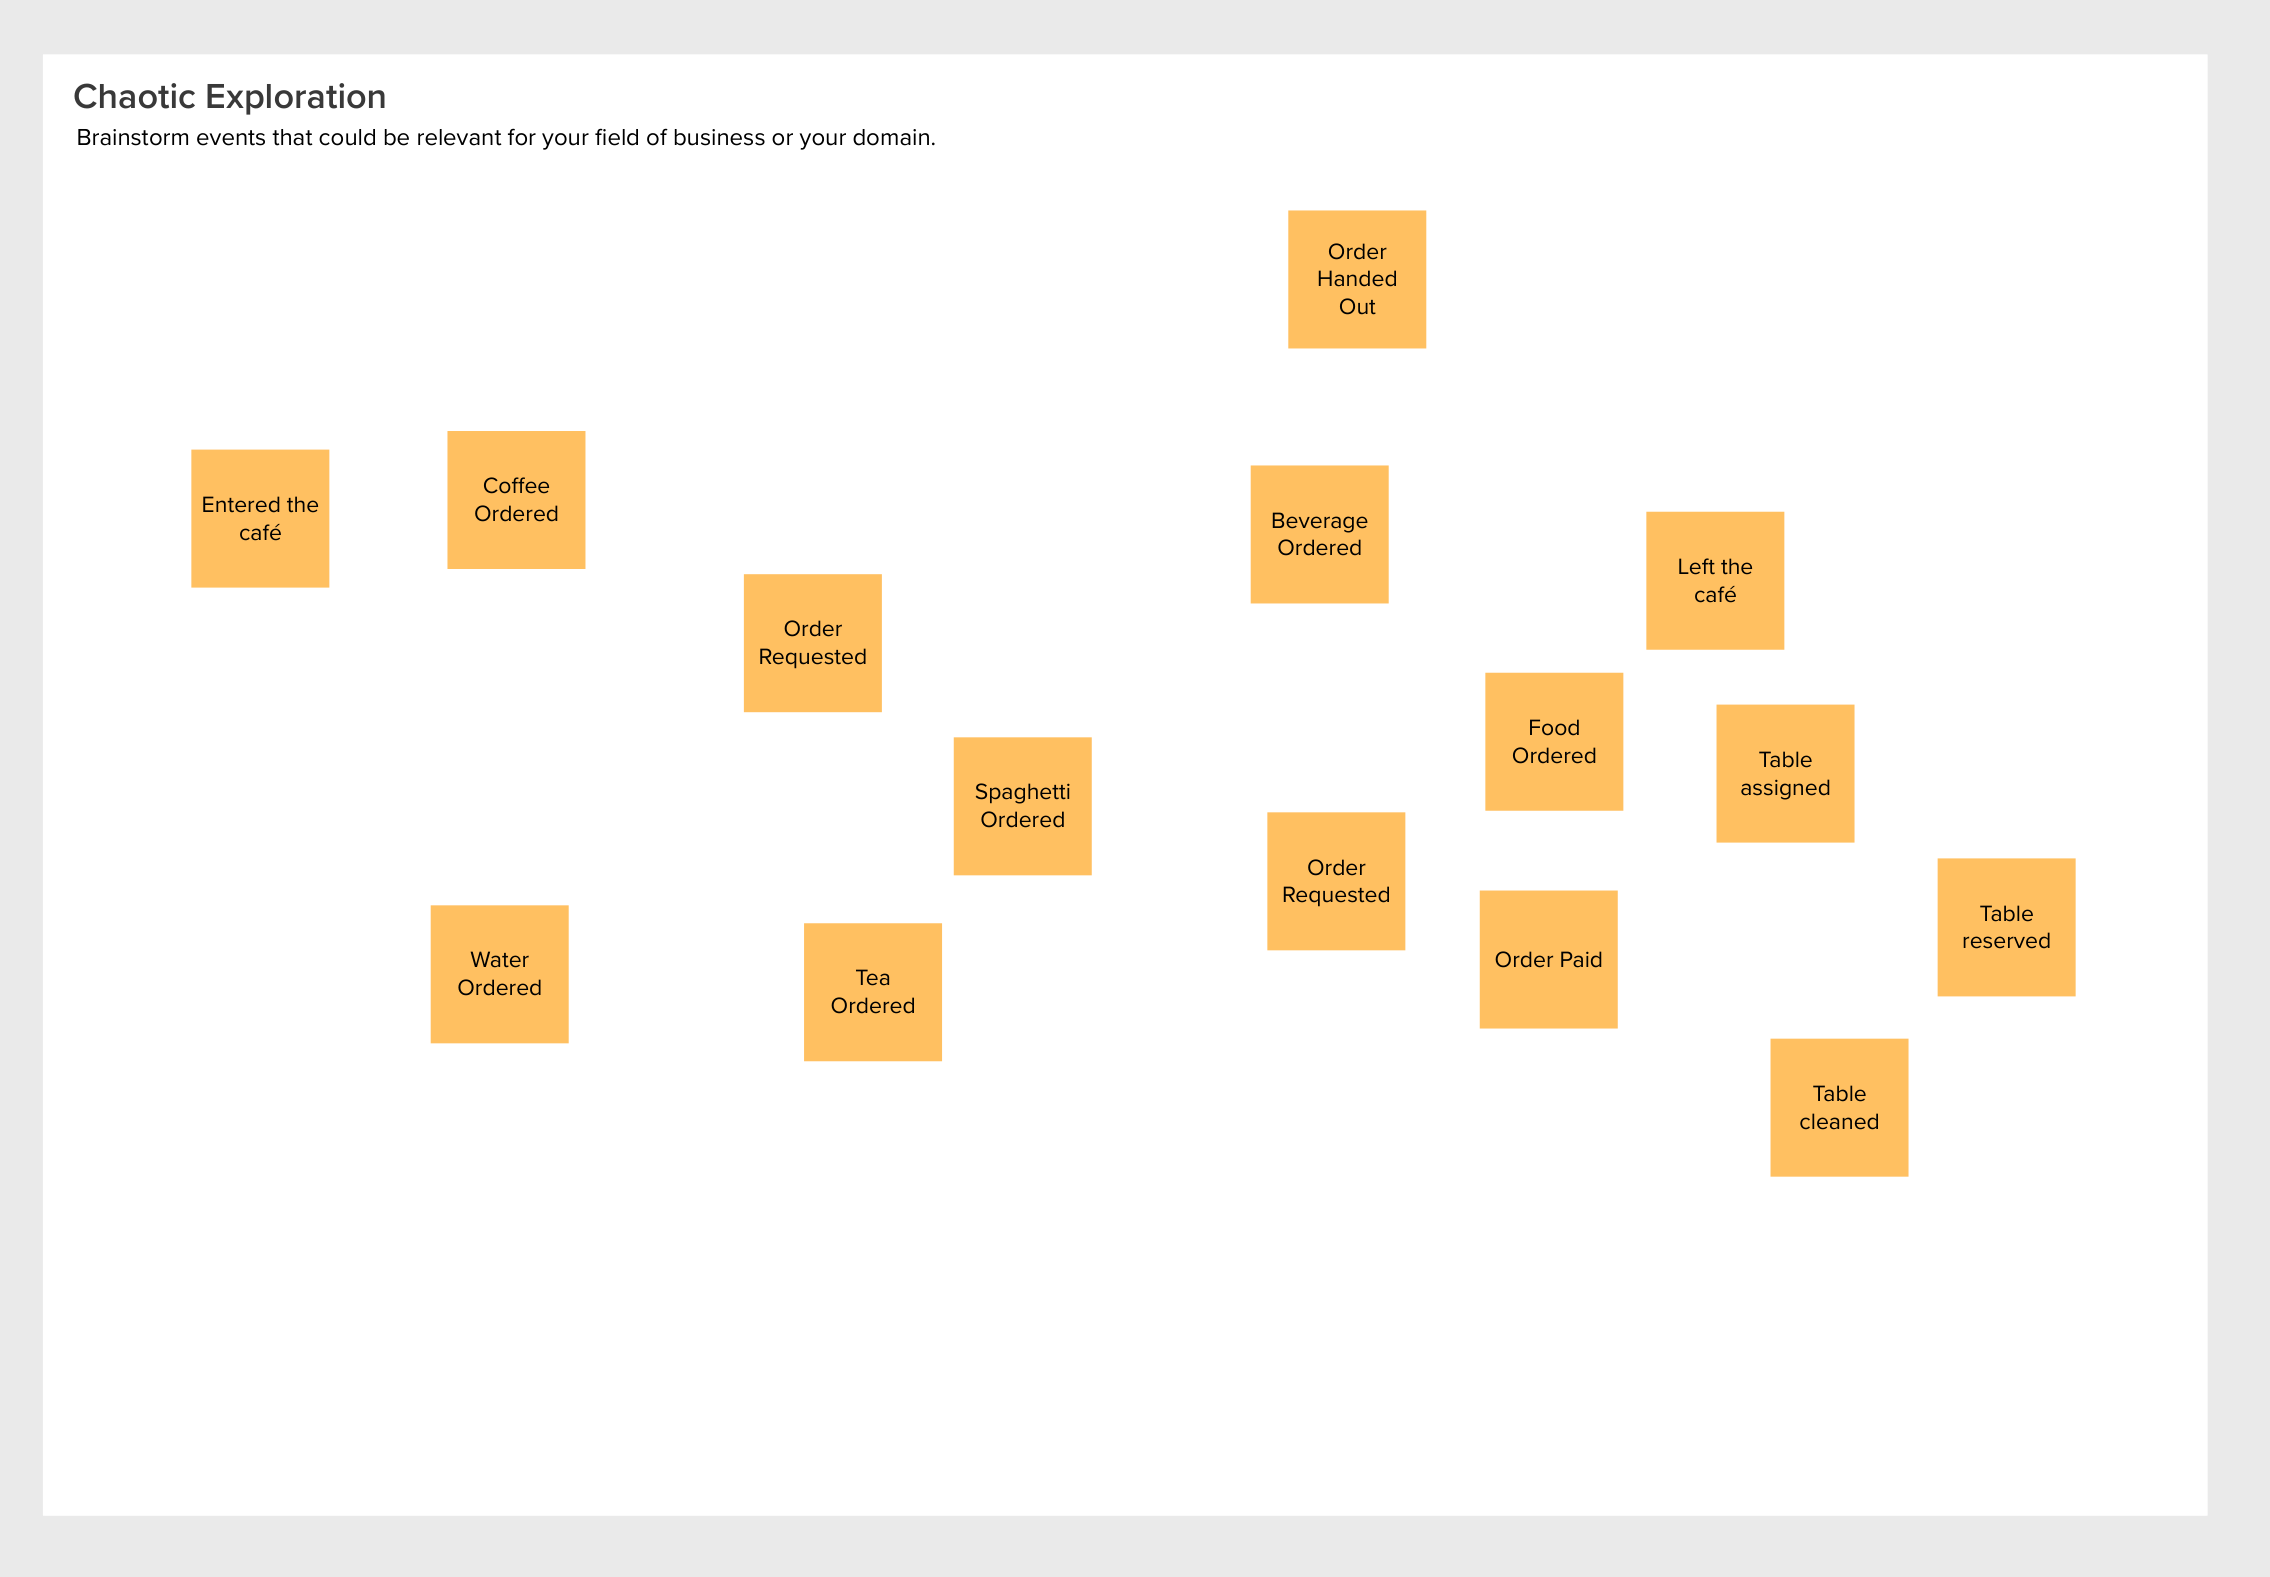 Chaotic Exploration
Brainstorm events that could be relevant for your field of business or your domain.
Order
Handed
Out
Entered the
café
Coffee
Ordered
Order
Requested
Beverage
Ordered
Left the
café
Spaghetti
Ordered
Food
Ordered
Table
assigned
Order
Requested
Water
Ordered
Tea
Ordered
Order Paid
Table
reserved
Table
cleaned